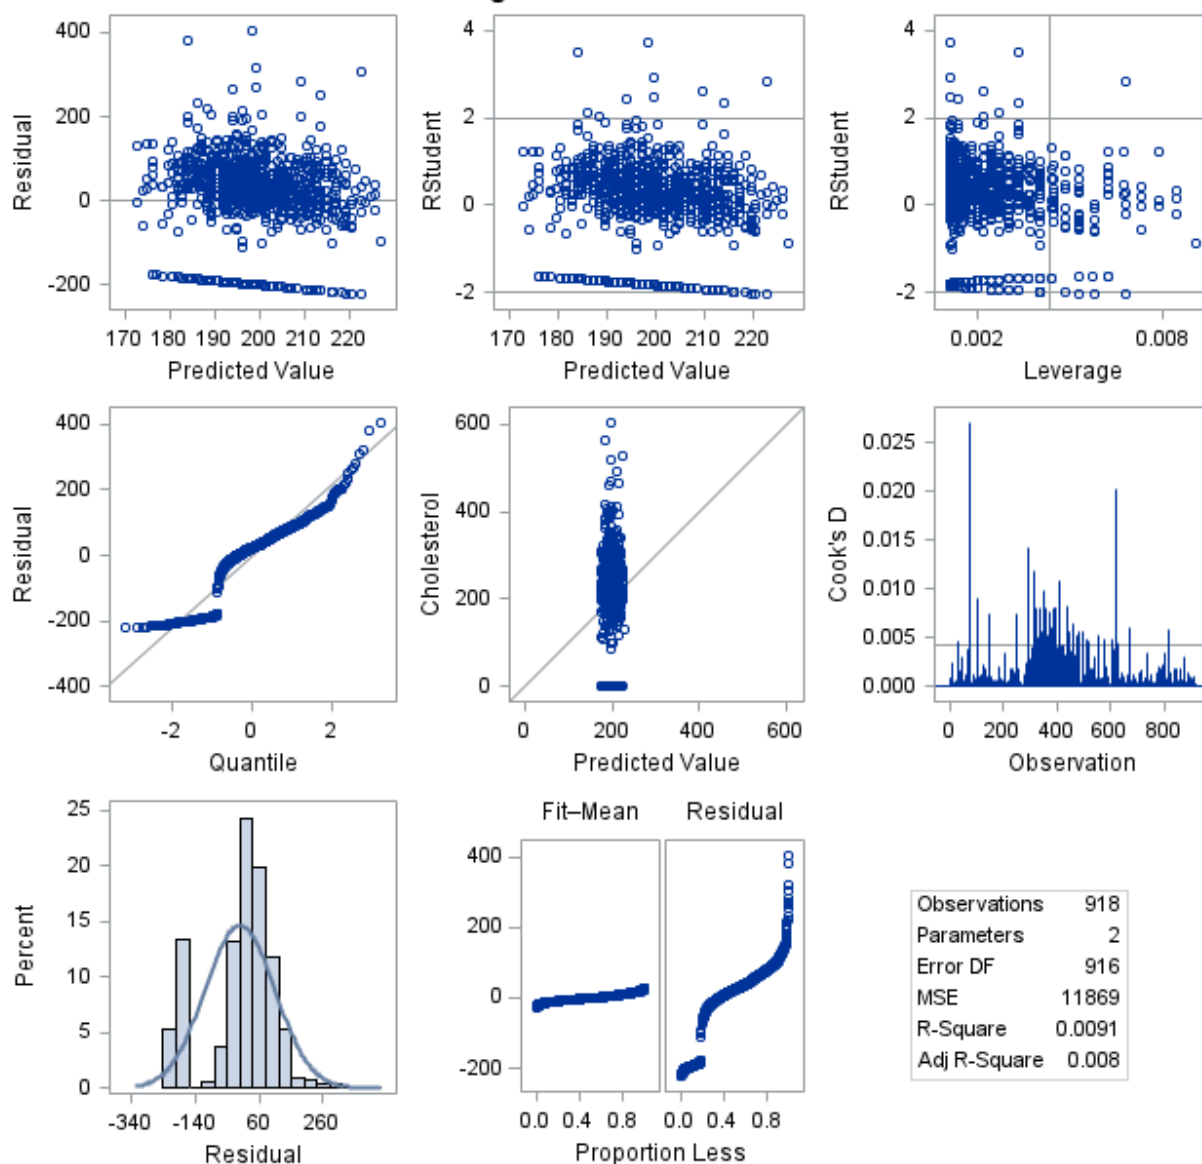 400
200
0
-200
Residual
170 180 190 200 210 220
Predicted Value
4
2
0
-2
RStudent
170 180 190 200 210 220
Predicted Value
4
2
0
-2
RStudent
0.002 0.008
Leverage
400
200
0
-200
-400
Residual
-2 0 2
Quantile
600
400
200
0
Cholesterol
0 200 400 600
Predicted Value
0.025
0.020
0.015
0.010
0.005
0.000
Cook's D
0 200 400 600 800
Observation
25
20
15
10
5
0
Percent
-340 -140 60 260
Residual
Fit–Mean Residual
400
200
0
-200
0.0 0.4 0.8 0.0 0.4 0.8
Proportion Less
Observations 918
Parameters 2
Error DF 916
MSE 11869
R-Square 0.0091
Adj R-Square 0.008